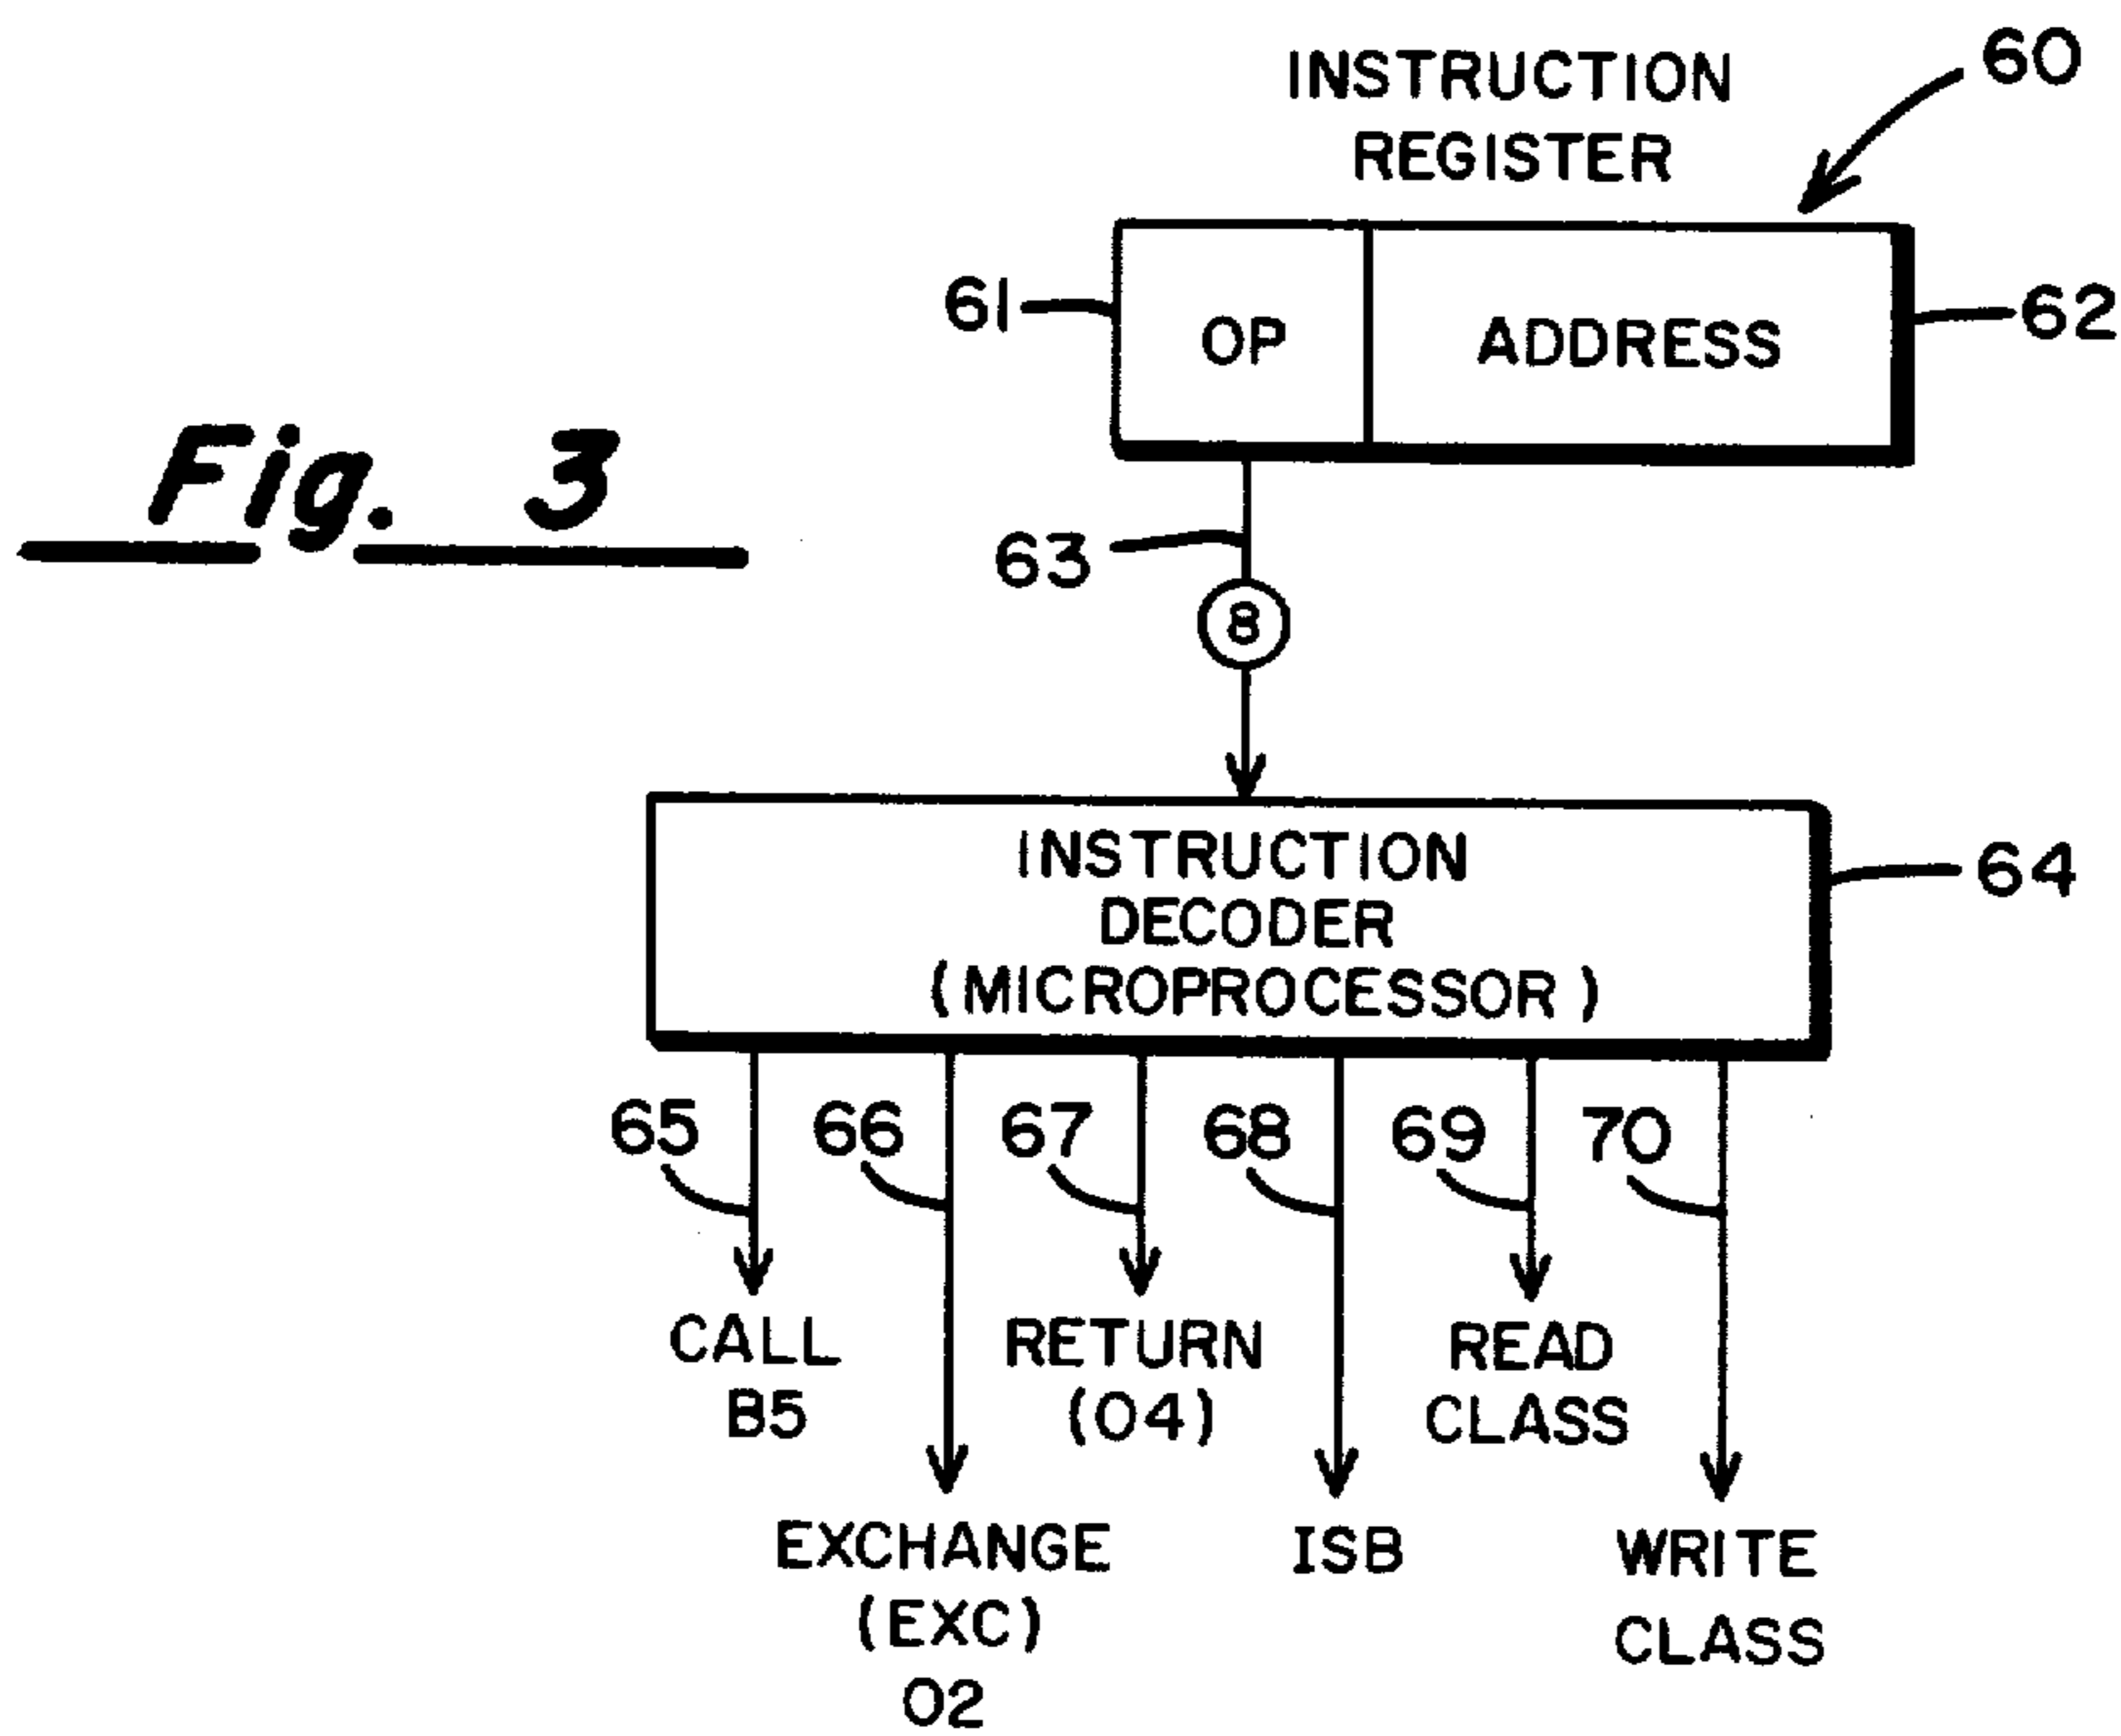 INSTRUCTION
REGISTER
60
61
OP
ADDRESS
62
Fig. 3
63
8
INSTRUCTION
DECODER
(MICROPROCESSOR)
64
65
66
67
68
69
70
CALL
B5
RETURN
(04)
READ
CLASS
EXCHANGE
(EXC)
02
ISB
WRITE
CLASS